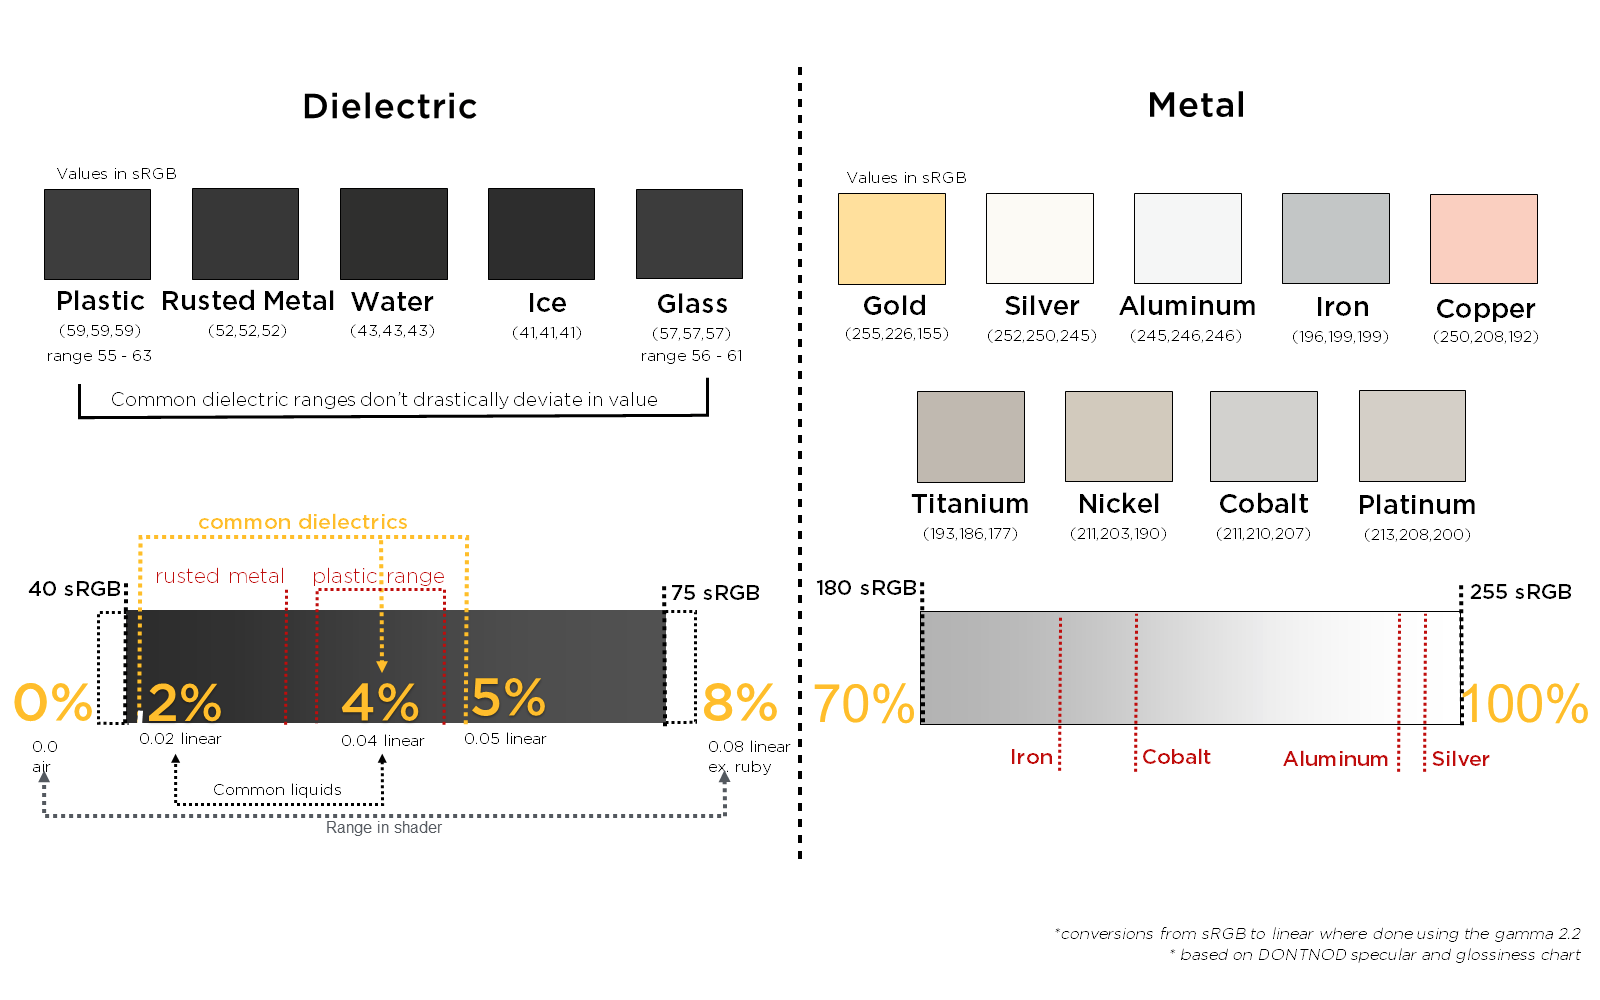 Dielectric
Values in sRGB
Plastic
(59,59,59)
range 55 - 63
Rusted Metal
(52,52,52)
Water
(43,43,43)
Ice
(41,41,41)
Glass
(57,57,57)
range 56 - 61
Common dielectric ranges don't drastically deviate in value
common dielectrics
rusted metal
plastic range
40 sRGB
75 sRGB
0%
2%
4%
5%
8%
0.0
air
0.02 linear
0.04 linear
0.05 linear
0.08 linear
ex. ruby
Common liquids
Range in shader
Metal
Values in sRGB
Gold
(255,226,155)
Silver
(252,250,245)
Aluminum
(245,246,246)
Iron
(196,199,199)
Copper
(250,208,192)
Titanium
(193,186,177)
Nickel
(211,203,190)
Cobalt
(211,210,207)
Platinum
(213,208,200)
180 sRGB
255 sRGB
70%
100%
Iron
Cobalt
Aluminum
Silver
*conversions from sRGB to linear where done using the gamma 2.2
* based on DONTNOD specular and glossiness chart